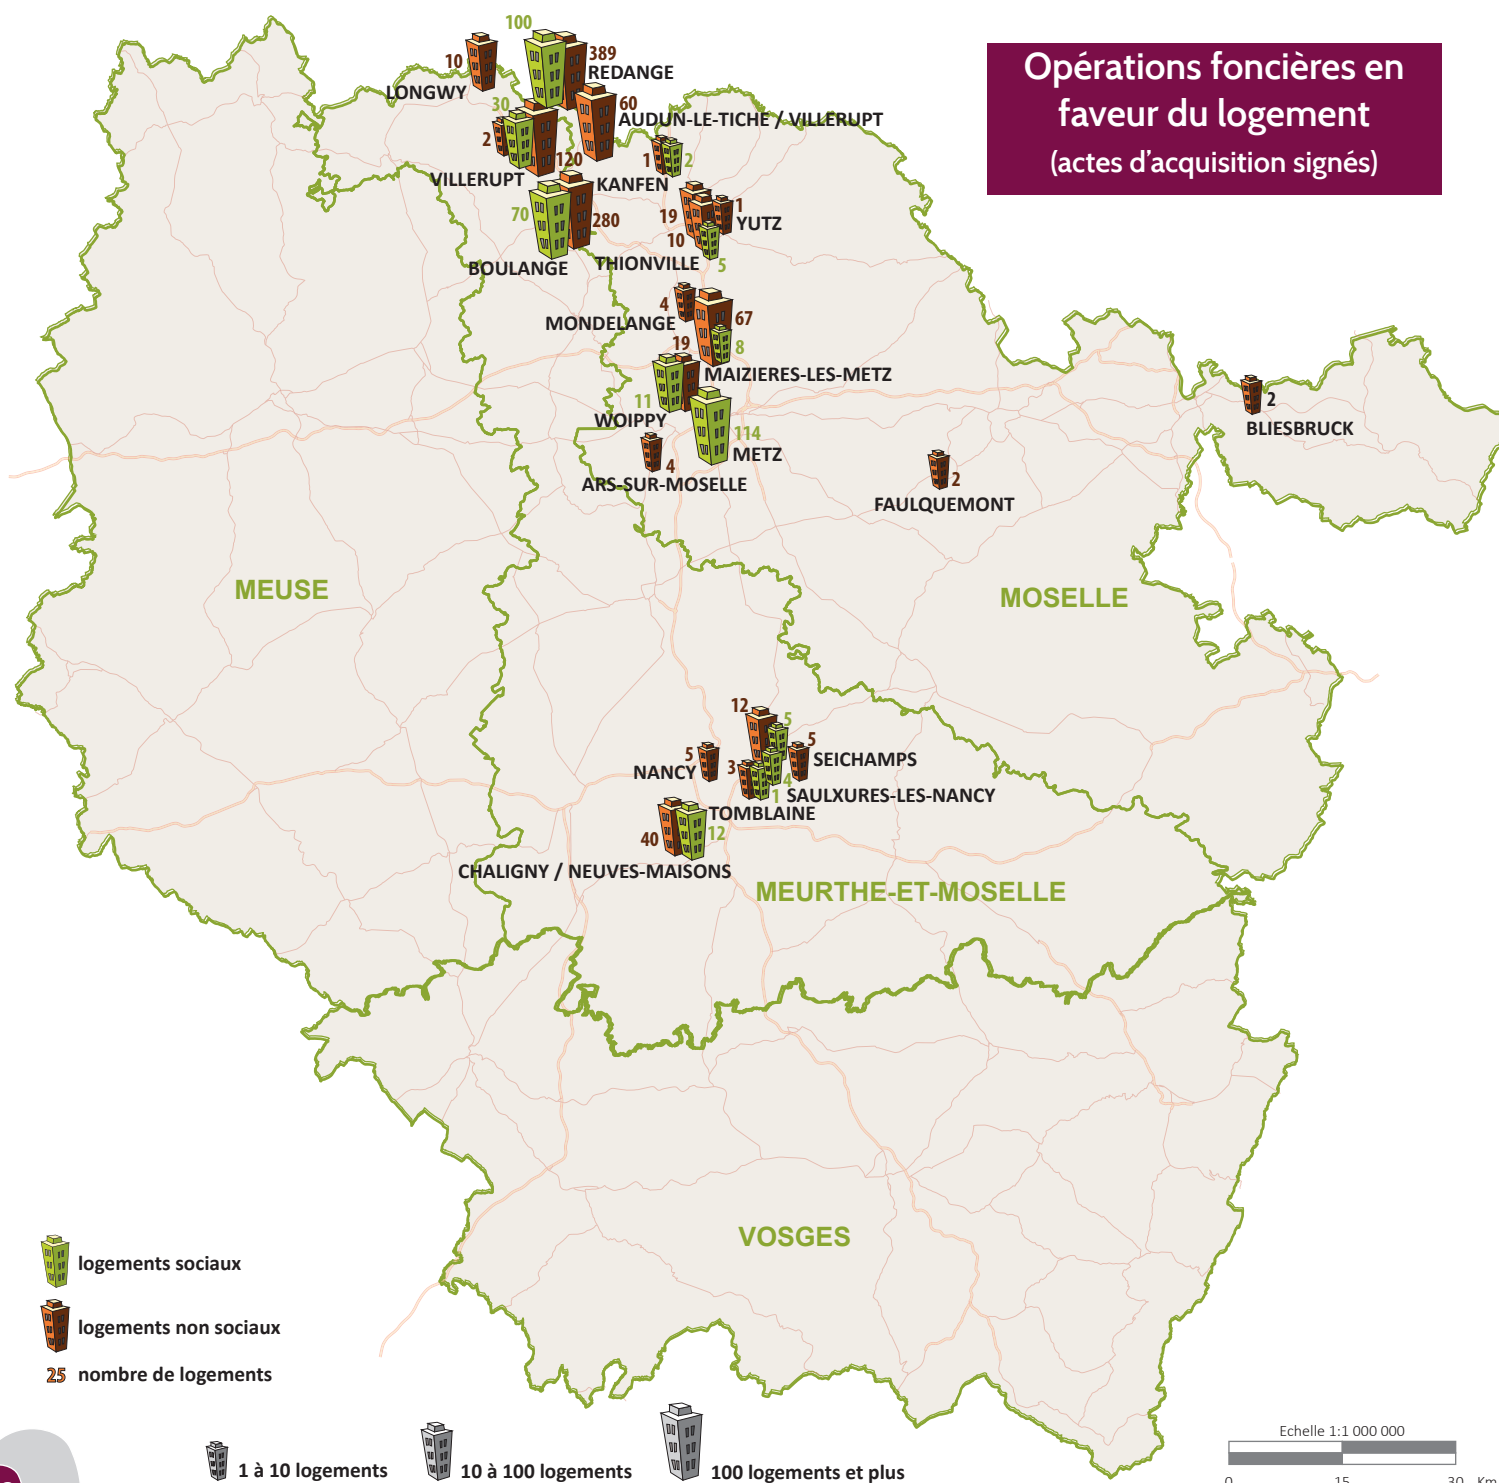 Opérations foncières en
faveur du logement
(actes d'acquisition signés)
100
10
389
REDANGE
LONGWY
30
60
AUDUN-LE-TICHE / VILLERUPT
2
120
1
2
VILLERUPT
KANFEN
70
280
19
1
YUTZ
10
BOULANGE
THIONVILLE
5
4
MONDELANGE
67
19
8
MAIZIERES-LES-METZ
11
WOIPPY
2
BLIESBRUCK
114
METZ
4
ARS-SUR-MOSELLE
2
FAULQUEMONT
MEUSE
MOSELLE
12
5
5
5
NANCY
3
SEICHAMPS
4
1
SAULXURES-LES-NANCY
TOMBLAINE
40
12
CHALIGNY / NEUVES-MAISONS
MEURTHE-ET-MOSELLE
VOSGES
logements sociaux
logements non sociaux
25 nombre de logements
1 à 10 logements
10 à 100 logements
100 logements et plus
Echelle 1:1 000 000
0 15 30 Km